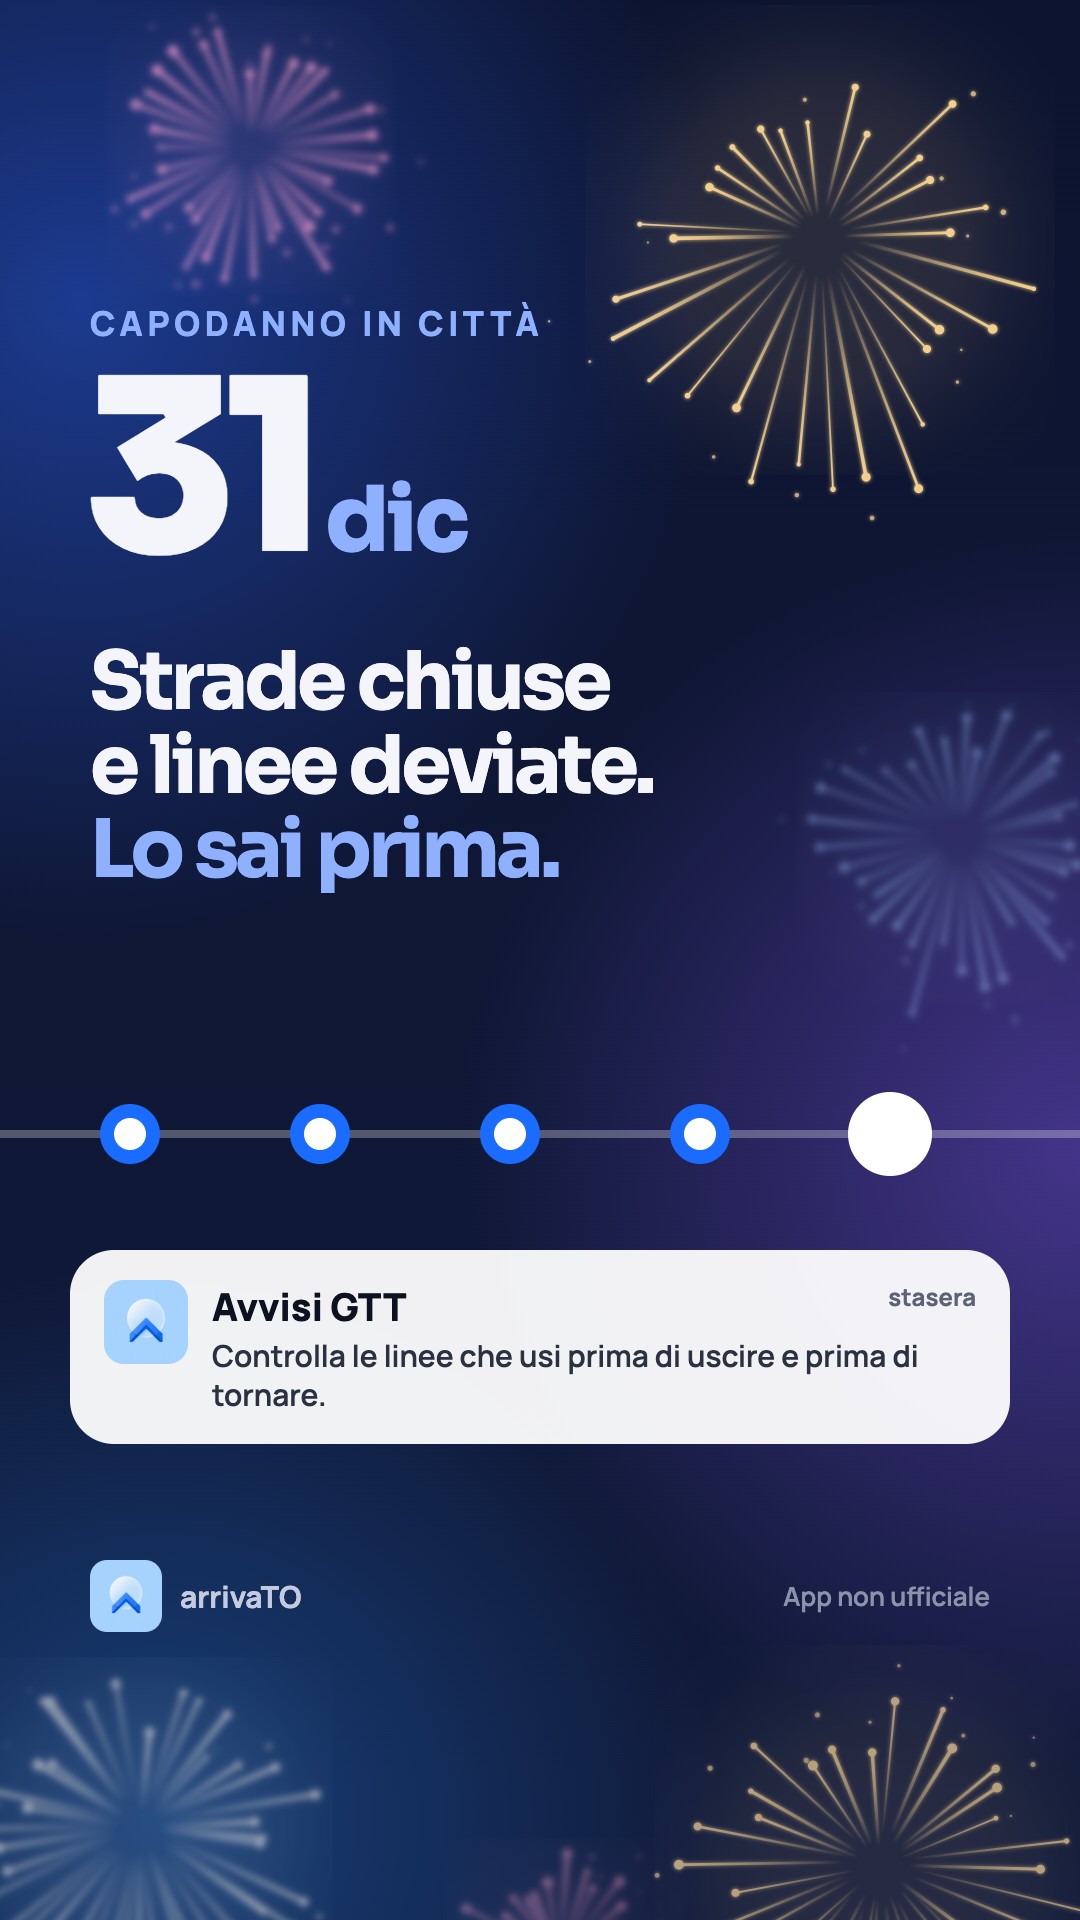 CAPODANNO IN CITTÀ
31 dic
Strade chiuse
e linee deviate.
Lo sai prima.
Avvisi GTT
stasera
Controlla le linee che usi prima di uscire e prima di
tornare.
arrivaTO
App non ufficiale